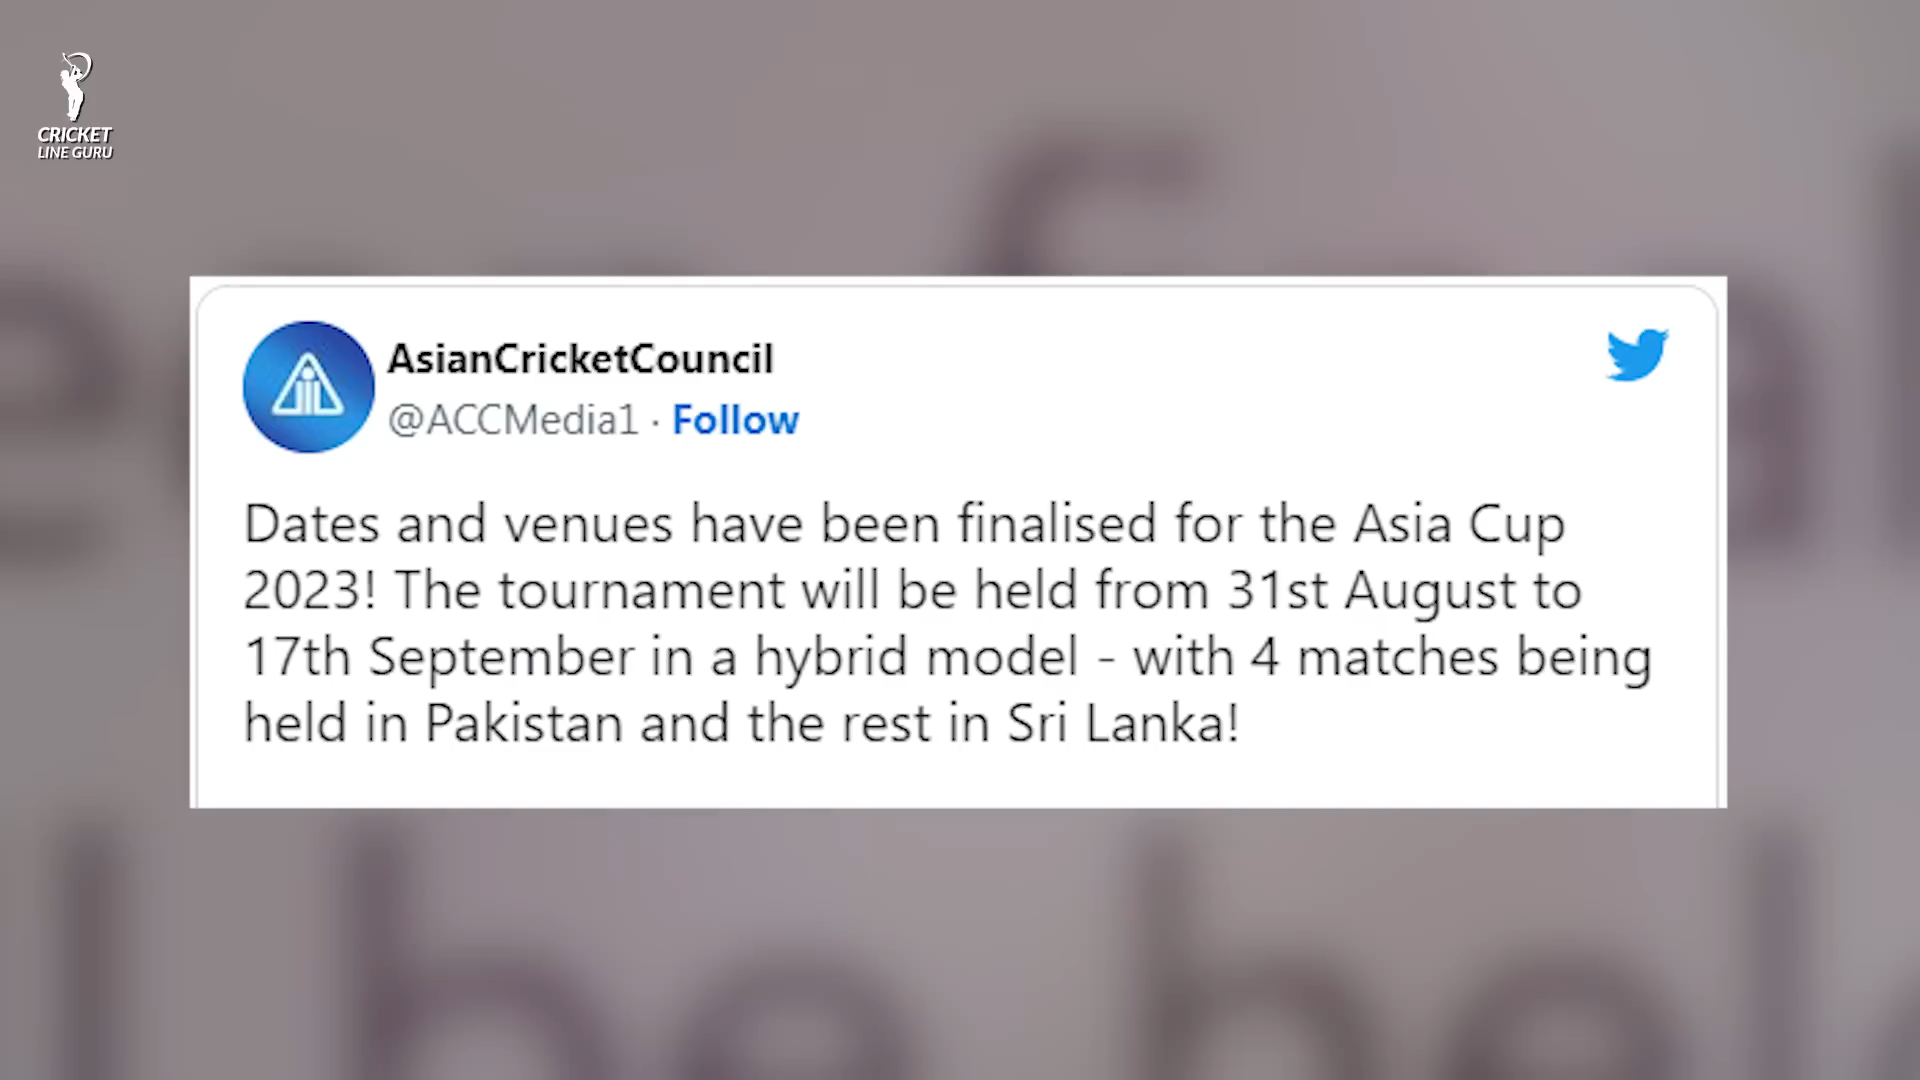 CRICKET
LINE GURU
AsianCricketCouncil
@ACCMedia1 · Follow
Dates and venues have been finalised for the Asia Cup
2023! The tournament will be held from 31st August to
17th September in a hybrid model - with 4 matches being
held in Pakistan and the rest in Sri Lanka!